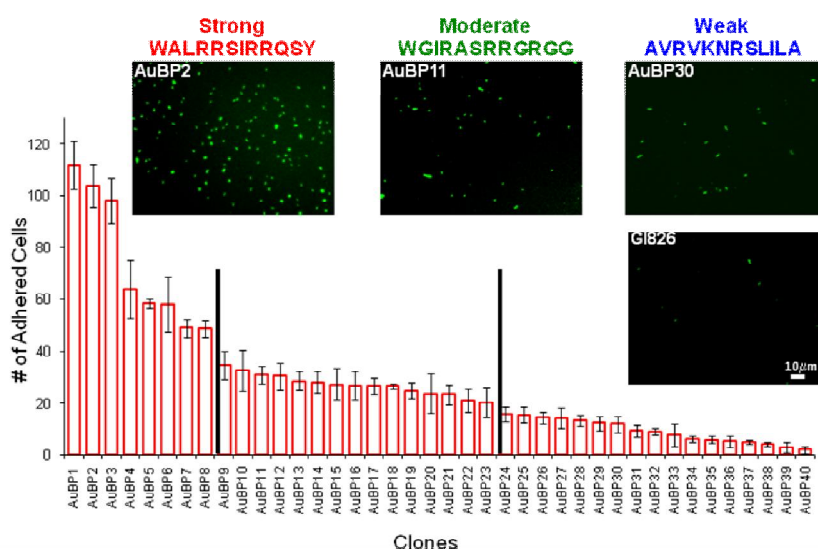 Strong
WALRRSIRRQSY
Moderate
WGIRASRRGRGG
Weak
AVRVKNRSLILA
AuBP2
AuBP11
AuBP30
GI826
10μm
# of Adhered Cells
120
100
80
60
40
20
0
AuBP1
AuBP2
AuBP3
AuBP4
AuBP5
AuBP6
AuBP7
AuBP8
AuBP9
AuBP10
AuBP11
AuBP12
AuBP13
AuBP14
AuBP15
AuBP16
AuBP17
AuBP18
AuBP19
AuBP20
AuBP21
AuBP22
AuBP23
AuBP24
AuBP25
AuBP26
AuBP27
AuBP28
AuBP29
AuBP30
AuBP31
AuBP32
AuBP33
AuBP34
AuBP35
AuBP36
AuBP37
AuBP38
AuBP39
AuBP40
Clones